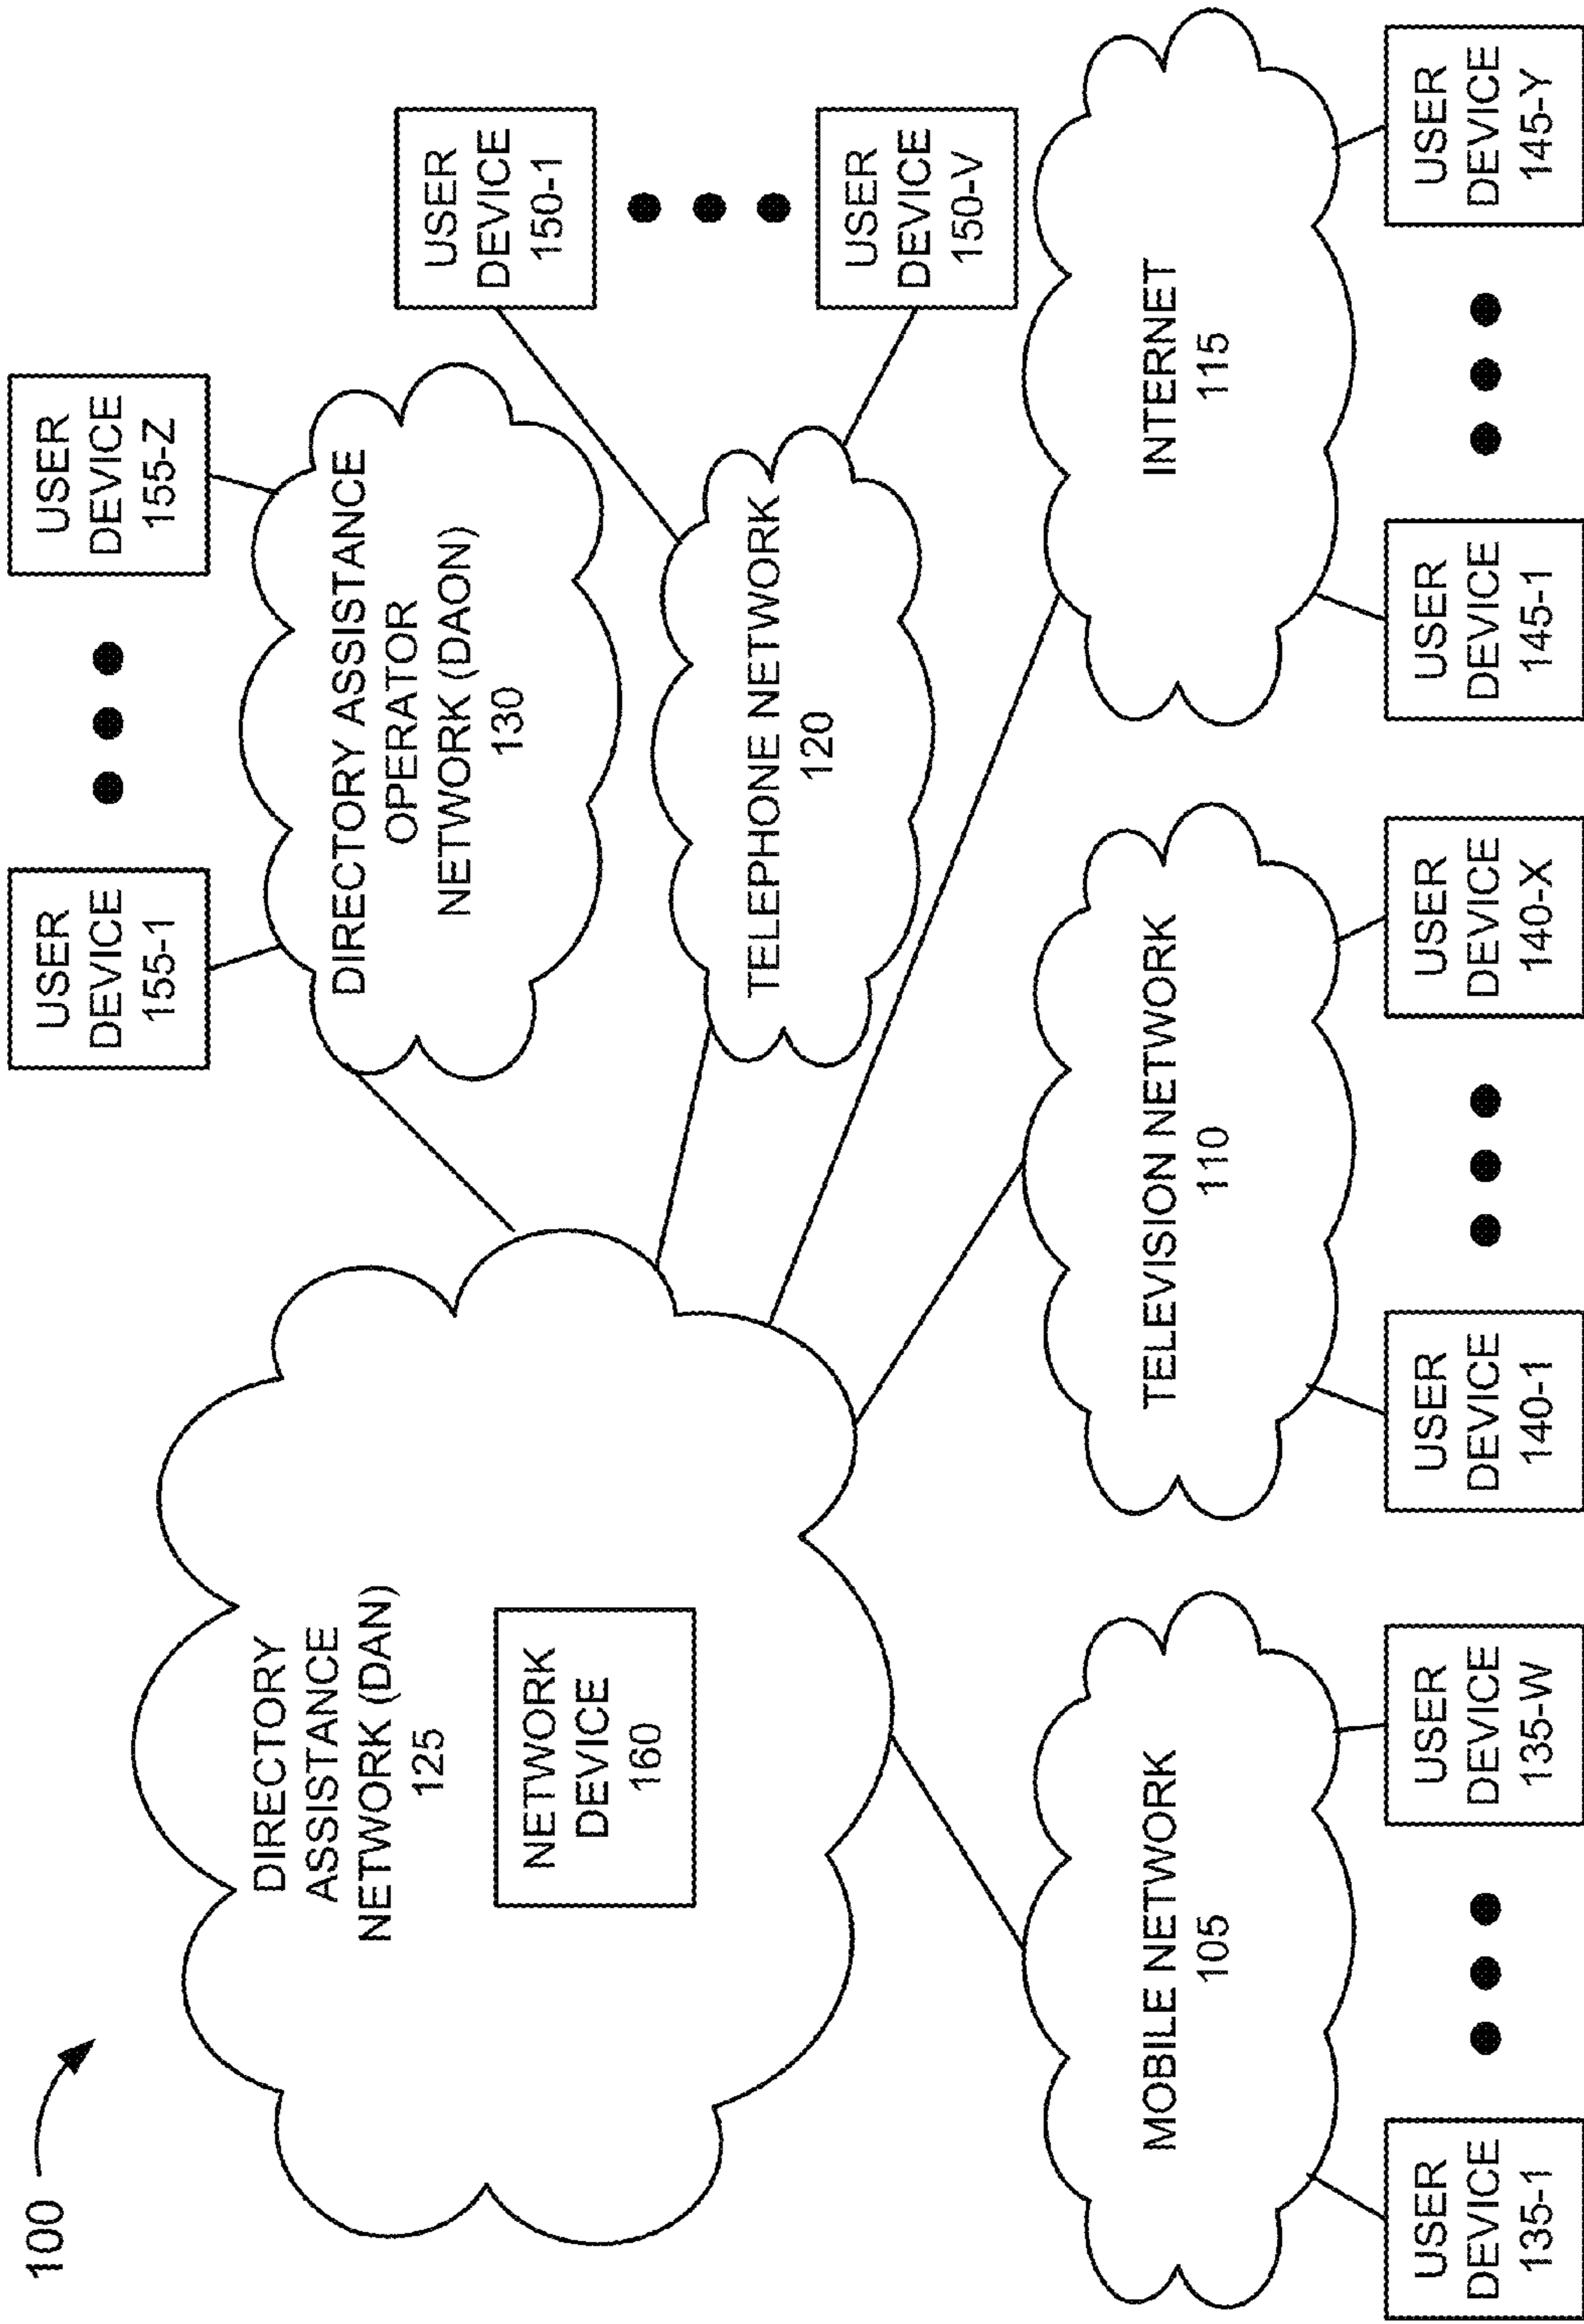 100
DIRECTORY
ASSISTANCE
NETWORK (DAN)
125
NETWORK
DEVICE
160
USER
DEVICE
155-1
USER
DEVICE
155-Z
DIRECTORY ASSISTANCE
OPERATOR
NETWORK (DAON)
130
USER
DEVICE
150-1
TELEPHONE NETWORK
120
USER
DEVICE
150-V
MOBILE NETWORK
105
TELEVISION NETWORK
110
INTERNET
115
USER
DEVICE
135-1
USER
DEVICE
135-W
USER
DEVICE
140-1
USER
DEVICE
140-X
USER
DEVICE
145-1
USER
DEVICE
145-Y